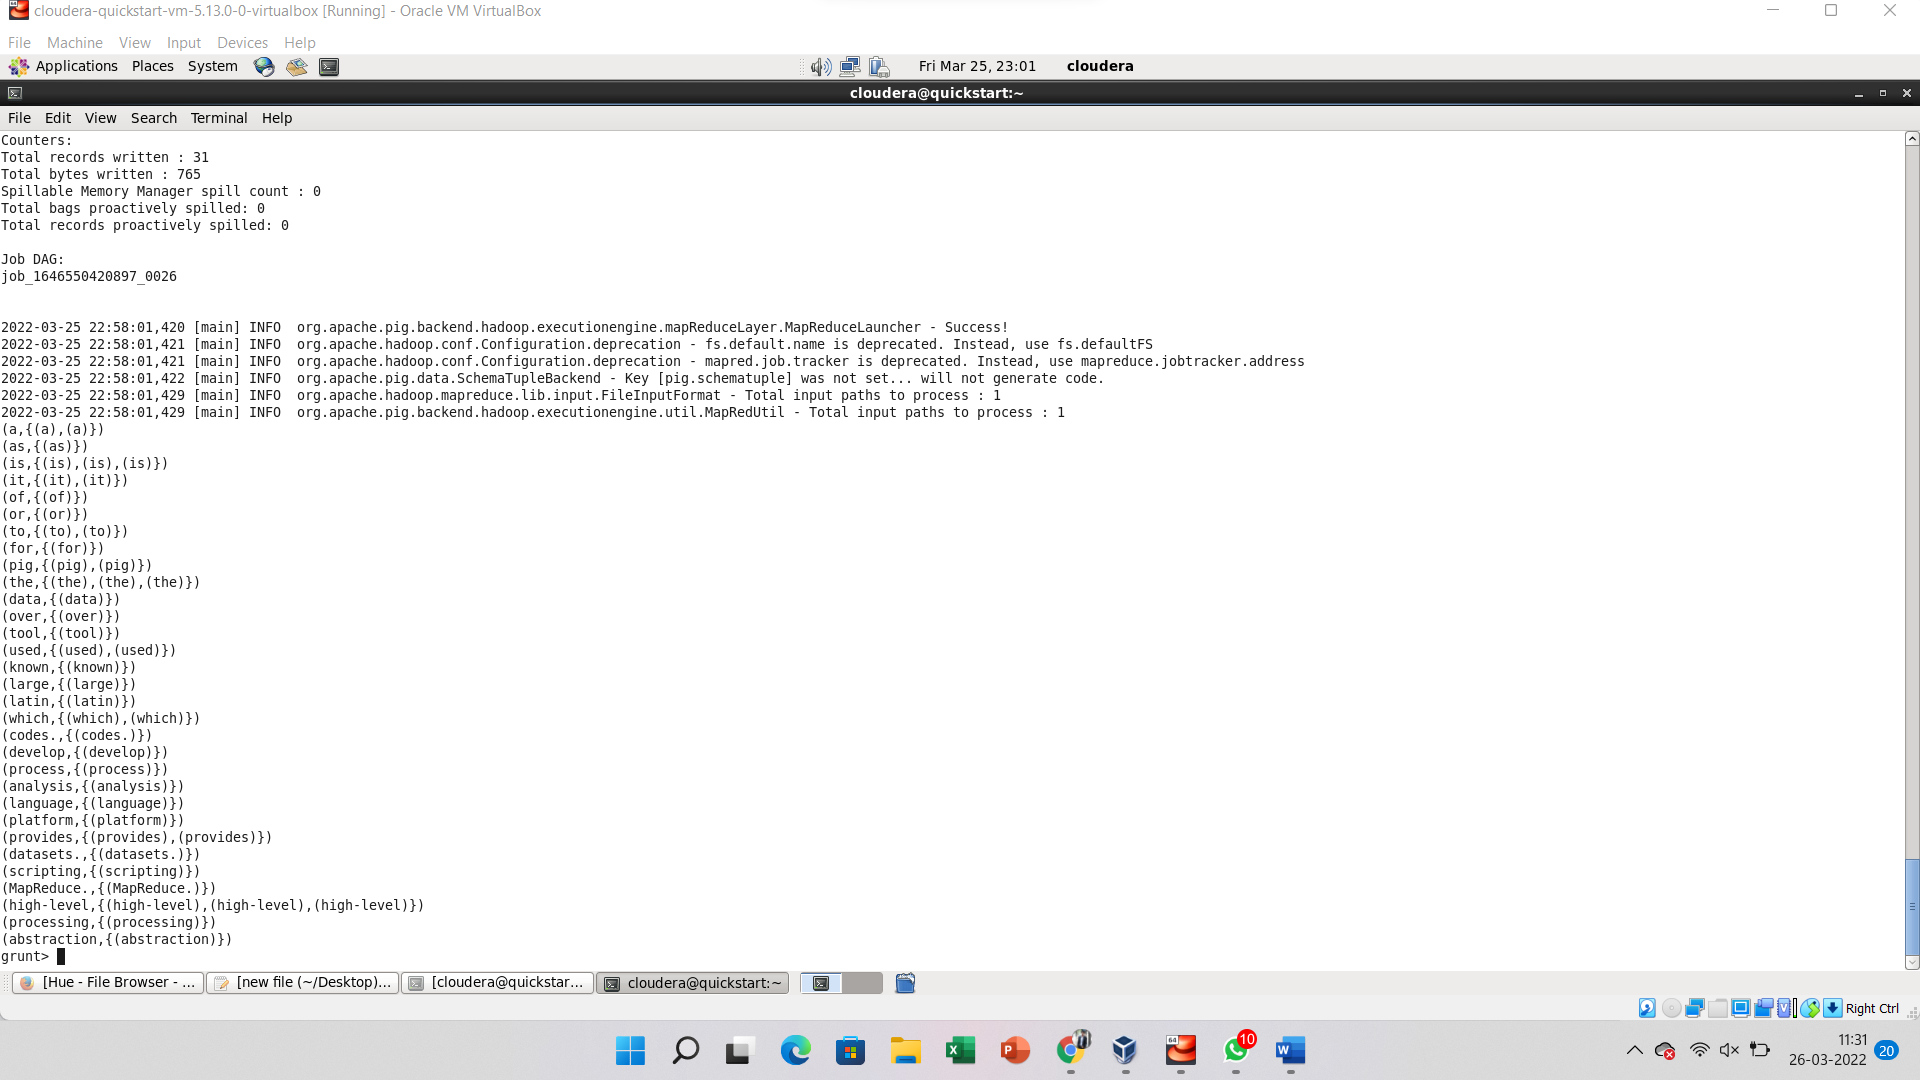 cloudera-quickstart-vm-5.13.0-0-virtualbox [Running] - Oracle VM VirtualBox
File Machine View Input Devices Help
Applications Places System Fri Mar 25, 23:01 cloudera
cloudera@quickstart:~
File Edit View Search Terminal Help
Counters:
Total records written : 31
Total bytes written : 765
Spillable Memory Manager spill count : 0
Total bags proactively spilled: 0
Total records proactively spilled: 0
Job DAG:
job_1646550420897_0026
2022-03-25 22:58:01,420 [main] INFO  org.apache.pig.backend.hadoop.executionengine.mapReduceLayer.MapReduceLauncher - Success!
2022-03-25 22:58:01,421 [main] INFO  org.apache.hadoop.conf.Configuration.deprecation - fs.default.name is deprecated. Instead, use fs.defaultFS
2022-03-25 22:58:01,421 [main] INFO  org.apache.hadoop.conf.Configuration.deprecation - mapred.job.tracker is deprecated. Instead, use mapreduce.jobtracker.address
2022-03-25 22:58:01,422 [main] INFO  org.apache.pig.data.SchemaTupleBackend - Key [pig.schematuple] was not set... will not generate code.
2022-03-25 22:58:01,429 [main] INFO  org.apache.hadoop.mapreduce.lib.input.FileInputFormat - Total input paths to process : 1
2022-03-25 22:58:01,429 [main] INFO  org.apache.pig.backend.hadoop.executionengine.util.MapRedUtil - Total input paths to process : 1
(a,{(a),(a)})
(as,{(as)})
(is,{(is),(is),(is)})
(it,{(it),(it)})
(of,{(of)})
(or,{(or)})
(to,{(to),(to)})
(for,{(for)})
(pig,{(pig),(pig)})
(the,{(the),(the),(the)})
(data,{(data)})
(over,{(over)})
(tool,{(tool)})
(used,{(used),(used)})
(known,{(known)})
(large,{(large)})
(latin,{(latin)})
(which,{(which),(which)})
(codes.,{(codes.)})
(develop,{(develop)})
(process,{(process)})
(analysis,{(analysis)})
(language,{(language)})
(platform,{(platform)})
(provides,{(provides),(provides)})
(datasets.,{(datasets.)})
(scripting,{(scripting)})
(MapReduce.,{(MapReduce.)})
(high-level,{(high-level),(high-level),(high-level)})
(processing,{(processing)})
(abstraction,{(abstraction)})
grunt>
[Hue - File Browser - ... [new file (~/Desktop)... [cloudera@quickstar... cloudera@quickstart:~
Right Ctrl
10
11:31
26-03-2022 20